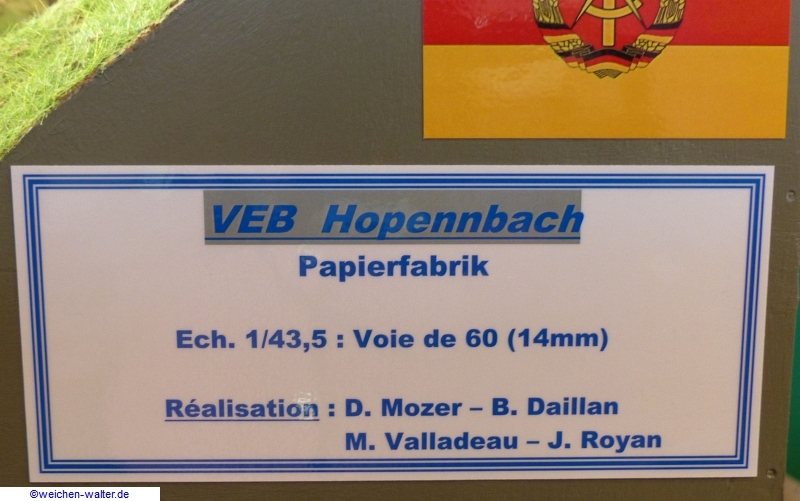 VEB Hopennbach
Papierfabrik
Ech. 1/43,5 : Voie de 60 (14mm)
Réalisation : D. Mozer – B. Daillan
M. Valladeau – J. Royan
©weichen-walter.de